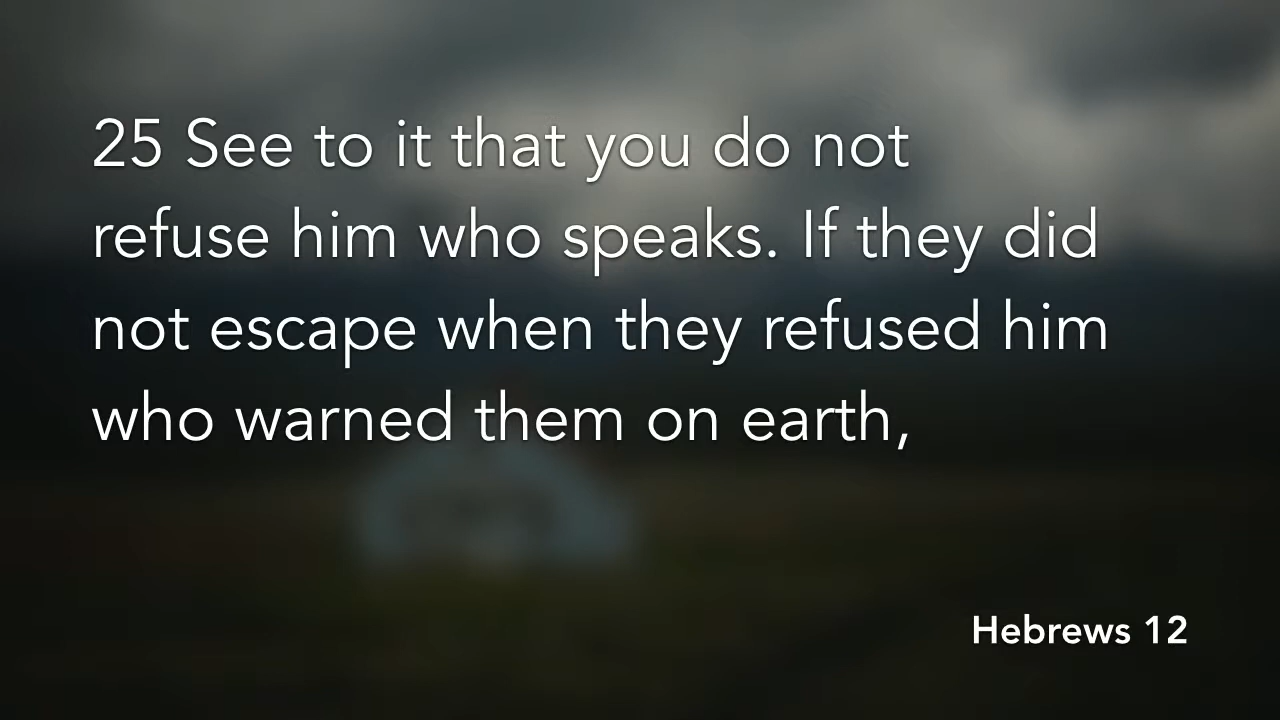 25 See to it that you do not
refuse him who speaks. If they did
not escape when they refused him
who warned them on earth,
Hebrews 12